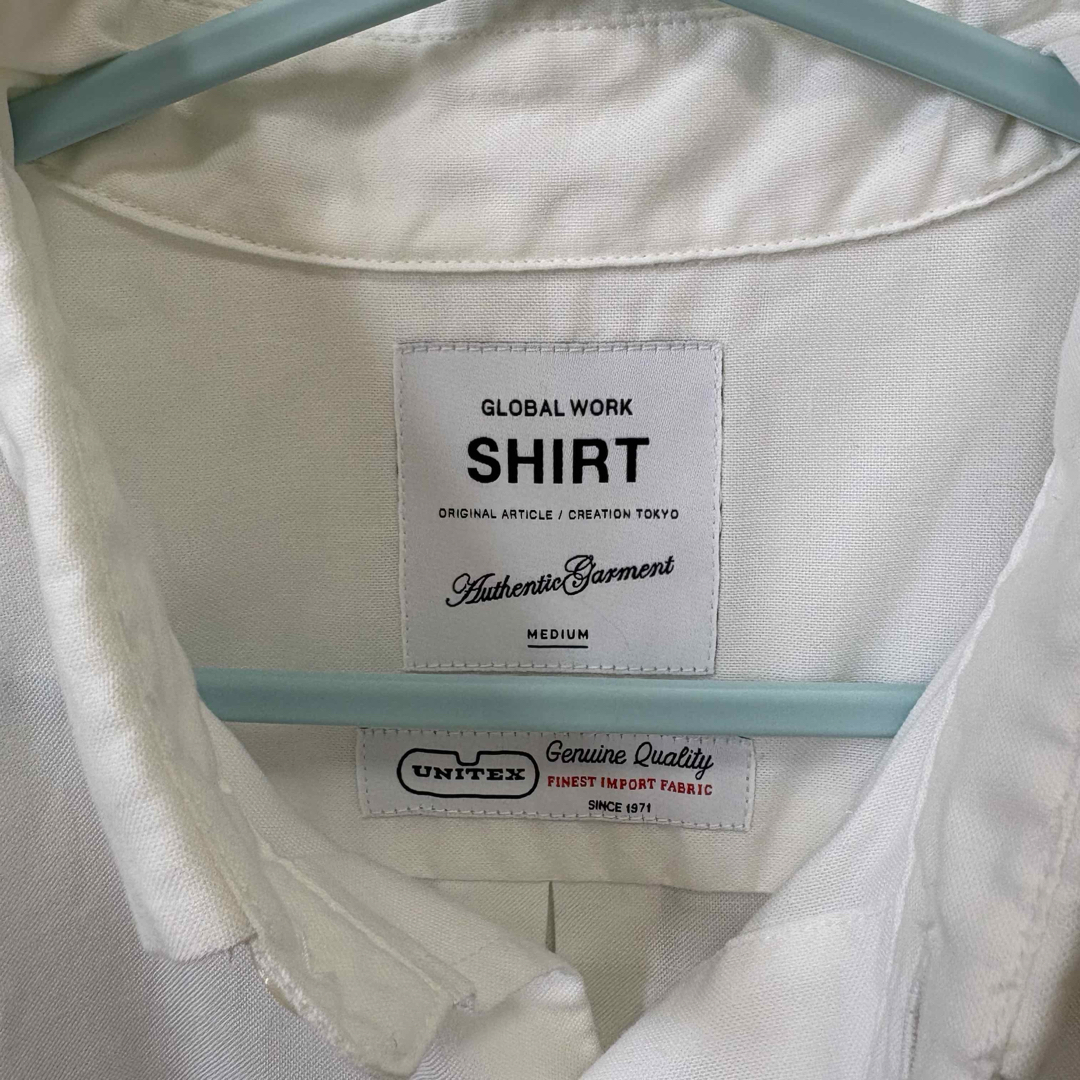 GLOBAL WORK
SHIRT
ORIGINAL ARTICLE / CREATION TOKYO
Authentic Garment
MEDIUM
UNITEX
Genuine Quality
FINEST IMPORT FABRIC
SINCE 1971